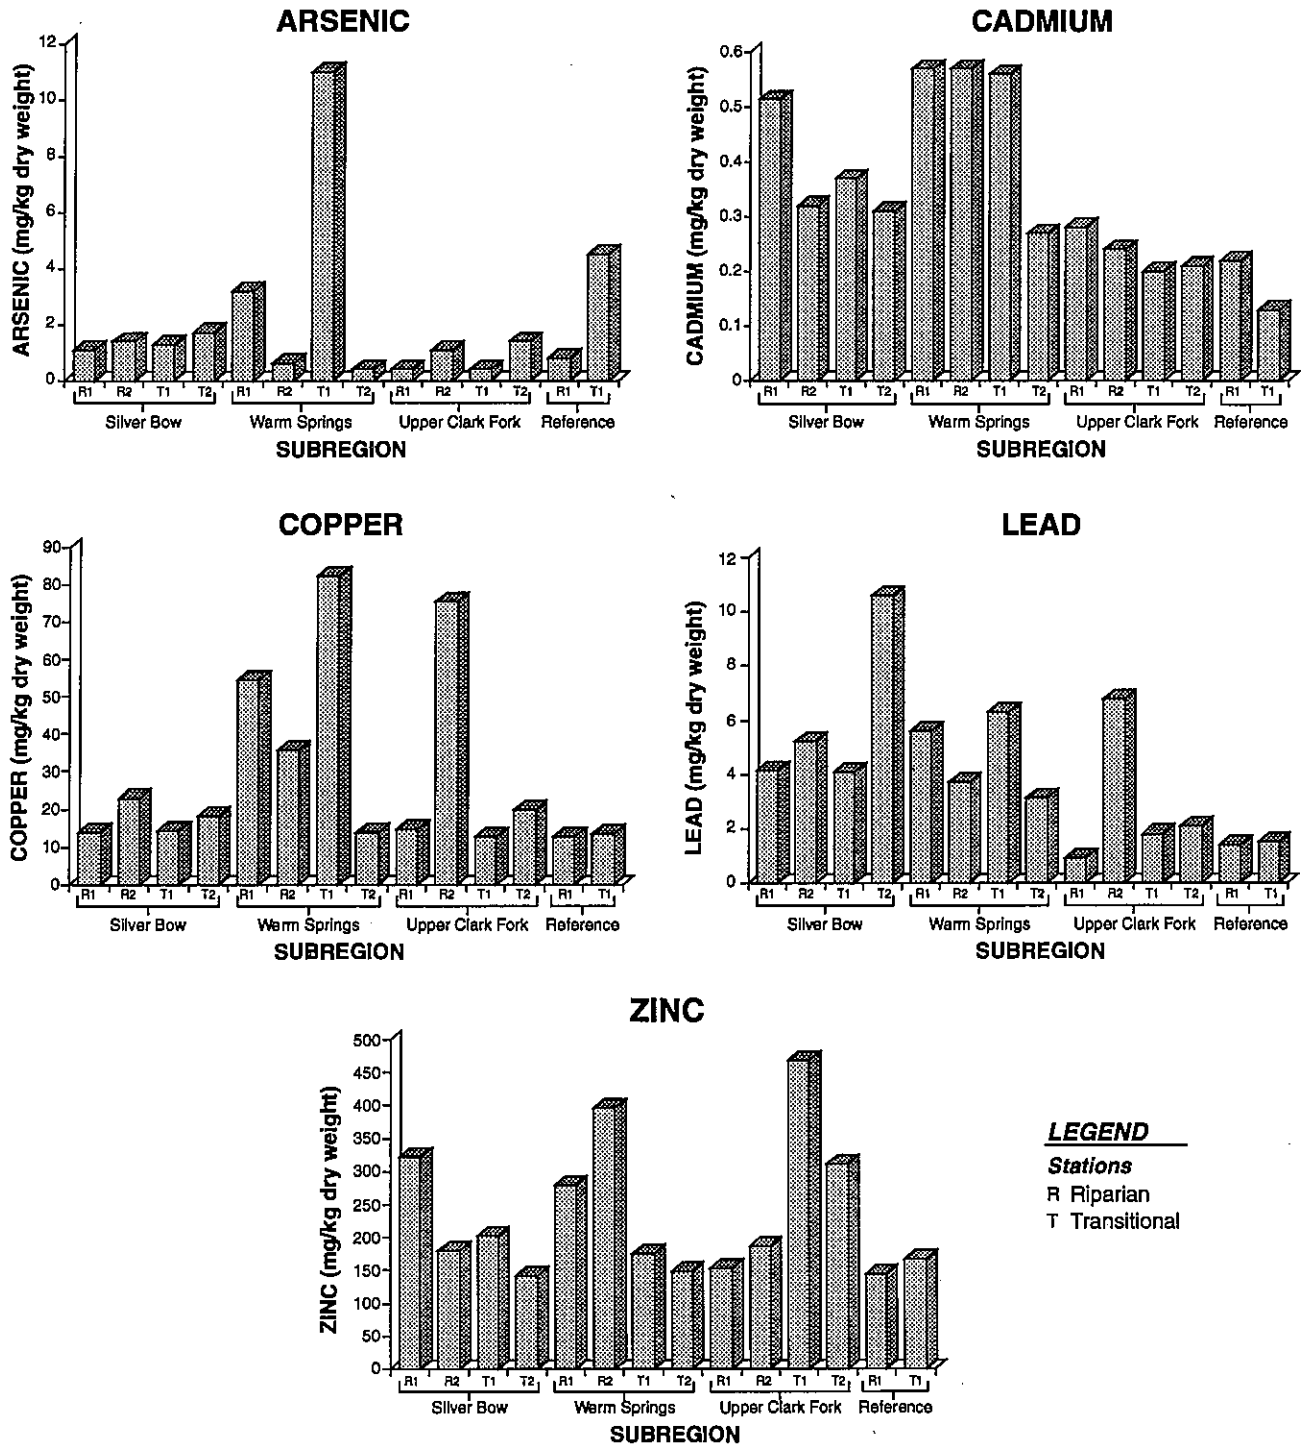 ARSENIC
ARSENIC (mg/kg dry weight)
12
10
8
6
4
2
0
R1 R2 T1 T2 R1 R2 T1 T2 R1 R2 T1 T2 R1 T1
Silver Bow Warm Springs Upper Clark Fork Reference
SUBREGION
CADMIUM
CADMIUM (mg/kg dry weight)
0.6
0.5
0.4
0.3
0.2
0.1
0
R1 R2 T1 T2 R1 R2 T1 T2 R1 R2 T1 T2 R1 T1
Silver Bow Warm Springs Upper Clark Fork Reference
SUBREGION
COPPER
COPPER (mg/kg dry weight)
90
80
70
60
50
40
30
20
10
0
R1 R2 T1 T2 R1 R2 T1 T2 R1 R2 T1 T2 R1 T1
Silver Bow Warm Springs Upper Clark Fork Reference
SUBREGION
LEAD
LEAD (mg/kg dry weight)
12
10
8
6
4
2
0
R1 R2 T1 T2 R1 R2 T1 T2 R1 R2 T1 T2 R1 T1
Silver Bow Warm Springs Upper Clark Fork Reference
SUBREGION
ZINC
ZINC (mg/kg dry weight)
500
450
400
350
300
250
200
150
100
50
0
R1 R2 T1 T2 R1 R2 T1 T2 R1 R2 T1 T2 R1 T1
Silver Bow Warm Springs Upper Clark Fork Reference
SUBREGION
LEGEND
Stations
R Riparian
T Transitional